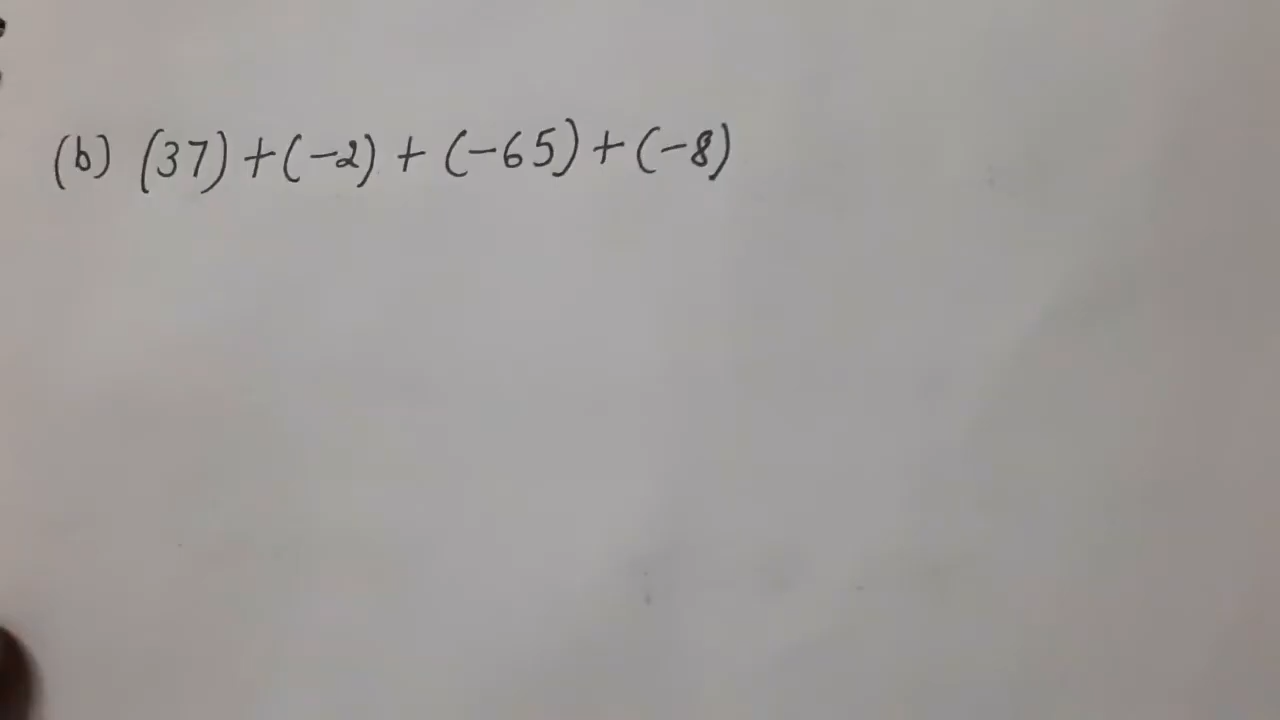 (b) (37) + (-2) + (-65) + (-8)